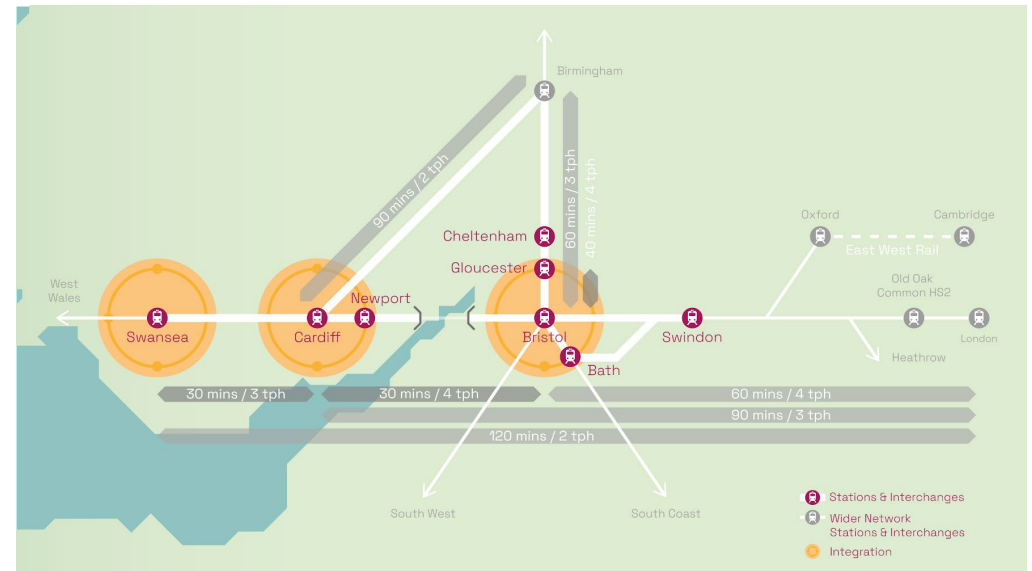 Birmingham
90 mins / 2 tph
60 mins / 3 tph
40 mins / 4 tph
Cheltenham
Gloucester
Oxford
Cambridge
East West Rail
West
Wales
Newport
Old Oak
Common HS2
Swansea
Cardiff
Bristol
Swindon
London
Bath
Heathrow
30 mins / 3 tph
30 mins / 4 tph
60 mins / 4 tph
90 mins / 3 tph
120 mins / 2 tph
South West
South Coast
Stations & Interchanges
Wider Network
Stations & Interchanges
Integration